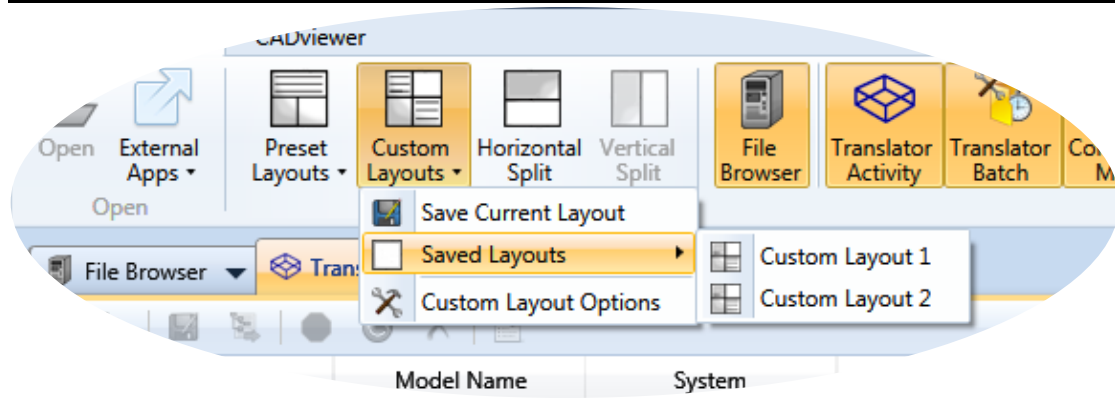 CADviewer
Open
External
Apps
Preset
Layouts
Custom
Layouts
Horizontal
Split
Vertical
Split
File
Browser
Translator
Activity
Translator
Batch
Open
Save Current Layout
Saved Layouts
Custom Layout Options
Custom Layout 1
Custom Layout 2
File Browser
Model Name
System